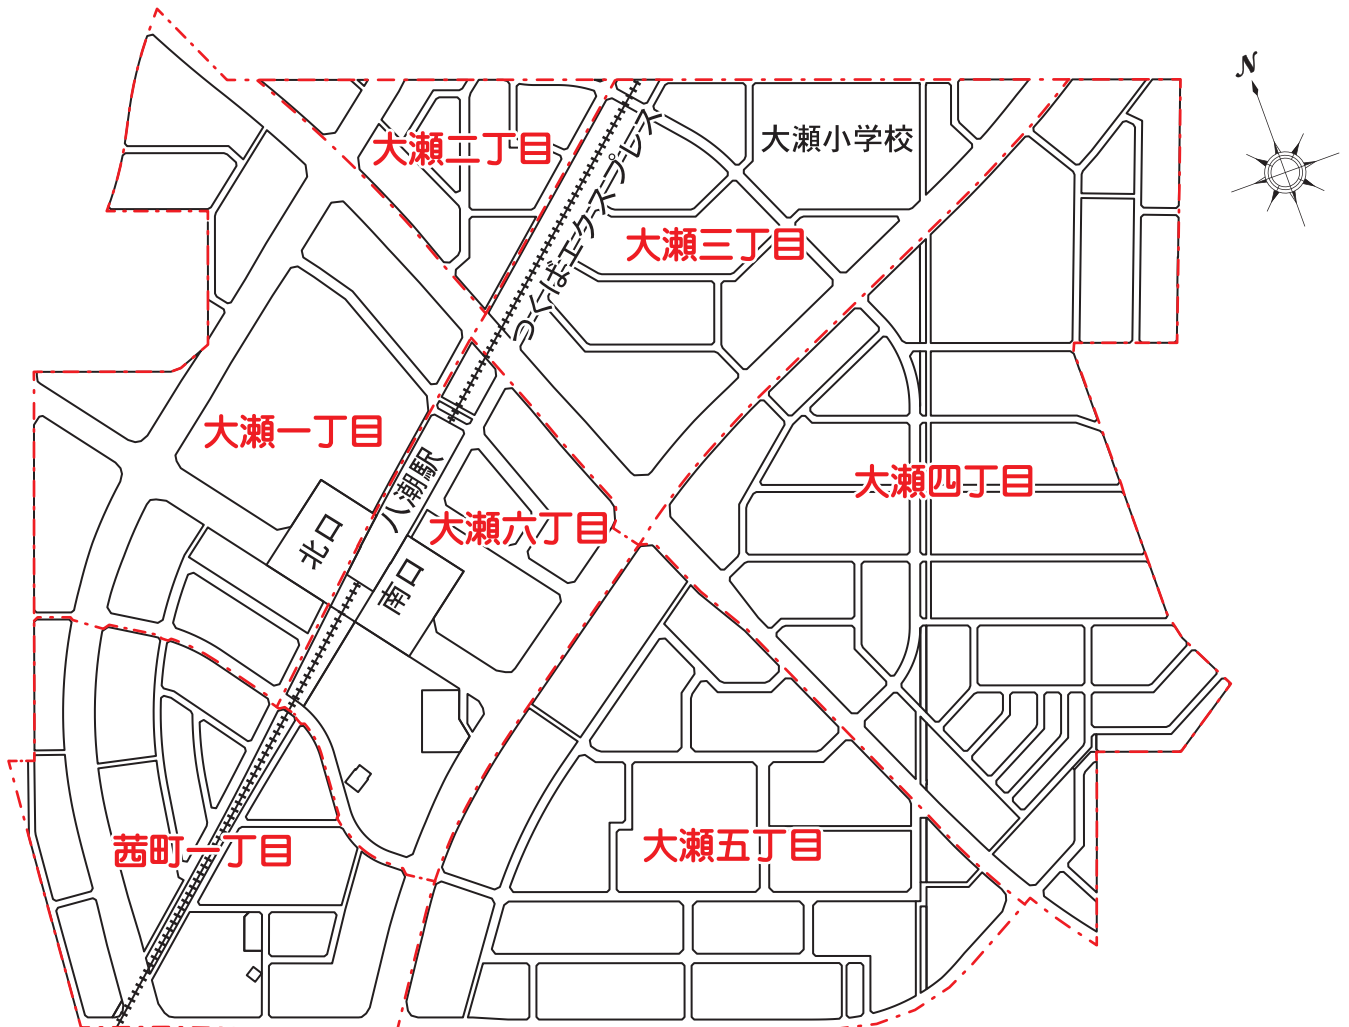 N
大瀬二丁目
大瀬小学校
つくばエクスプレス
大瀬三丁目
大瀬一丁目
八潮駅
大瀬四丁目
大瀬六丁目
北口
南口
大瀬五丁目
茜町一丁目